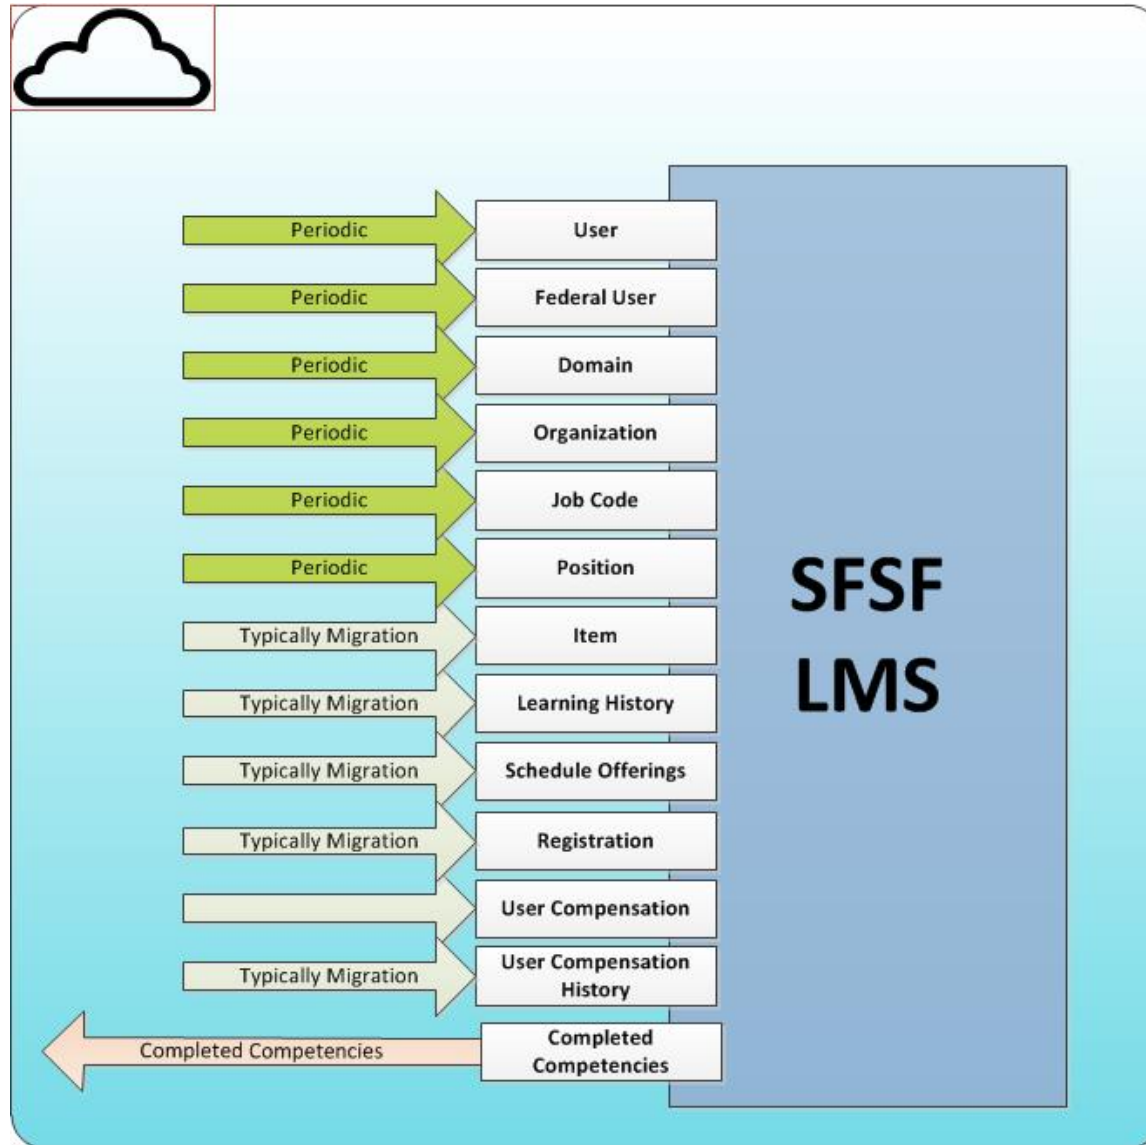 Periodic
User
Periodic
Federal User
Periodic
Domain
Periodic
Organization
Periodic
Job Code
Periodic
Position
Typically Migration
Item
Typically Migration
Learning History
Typically Migration
Schedule Offerings
Typically Migration
Registration
User Compensation
Typically Migration
User Compensation
History
Completed Competencies
Completed
Competencies
SFSF
LMS